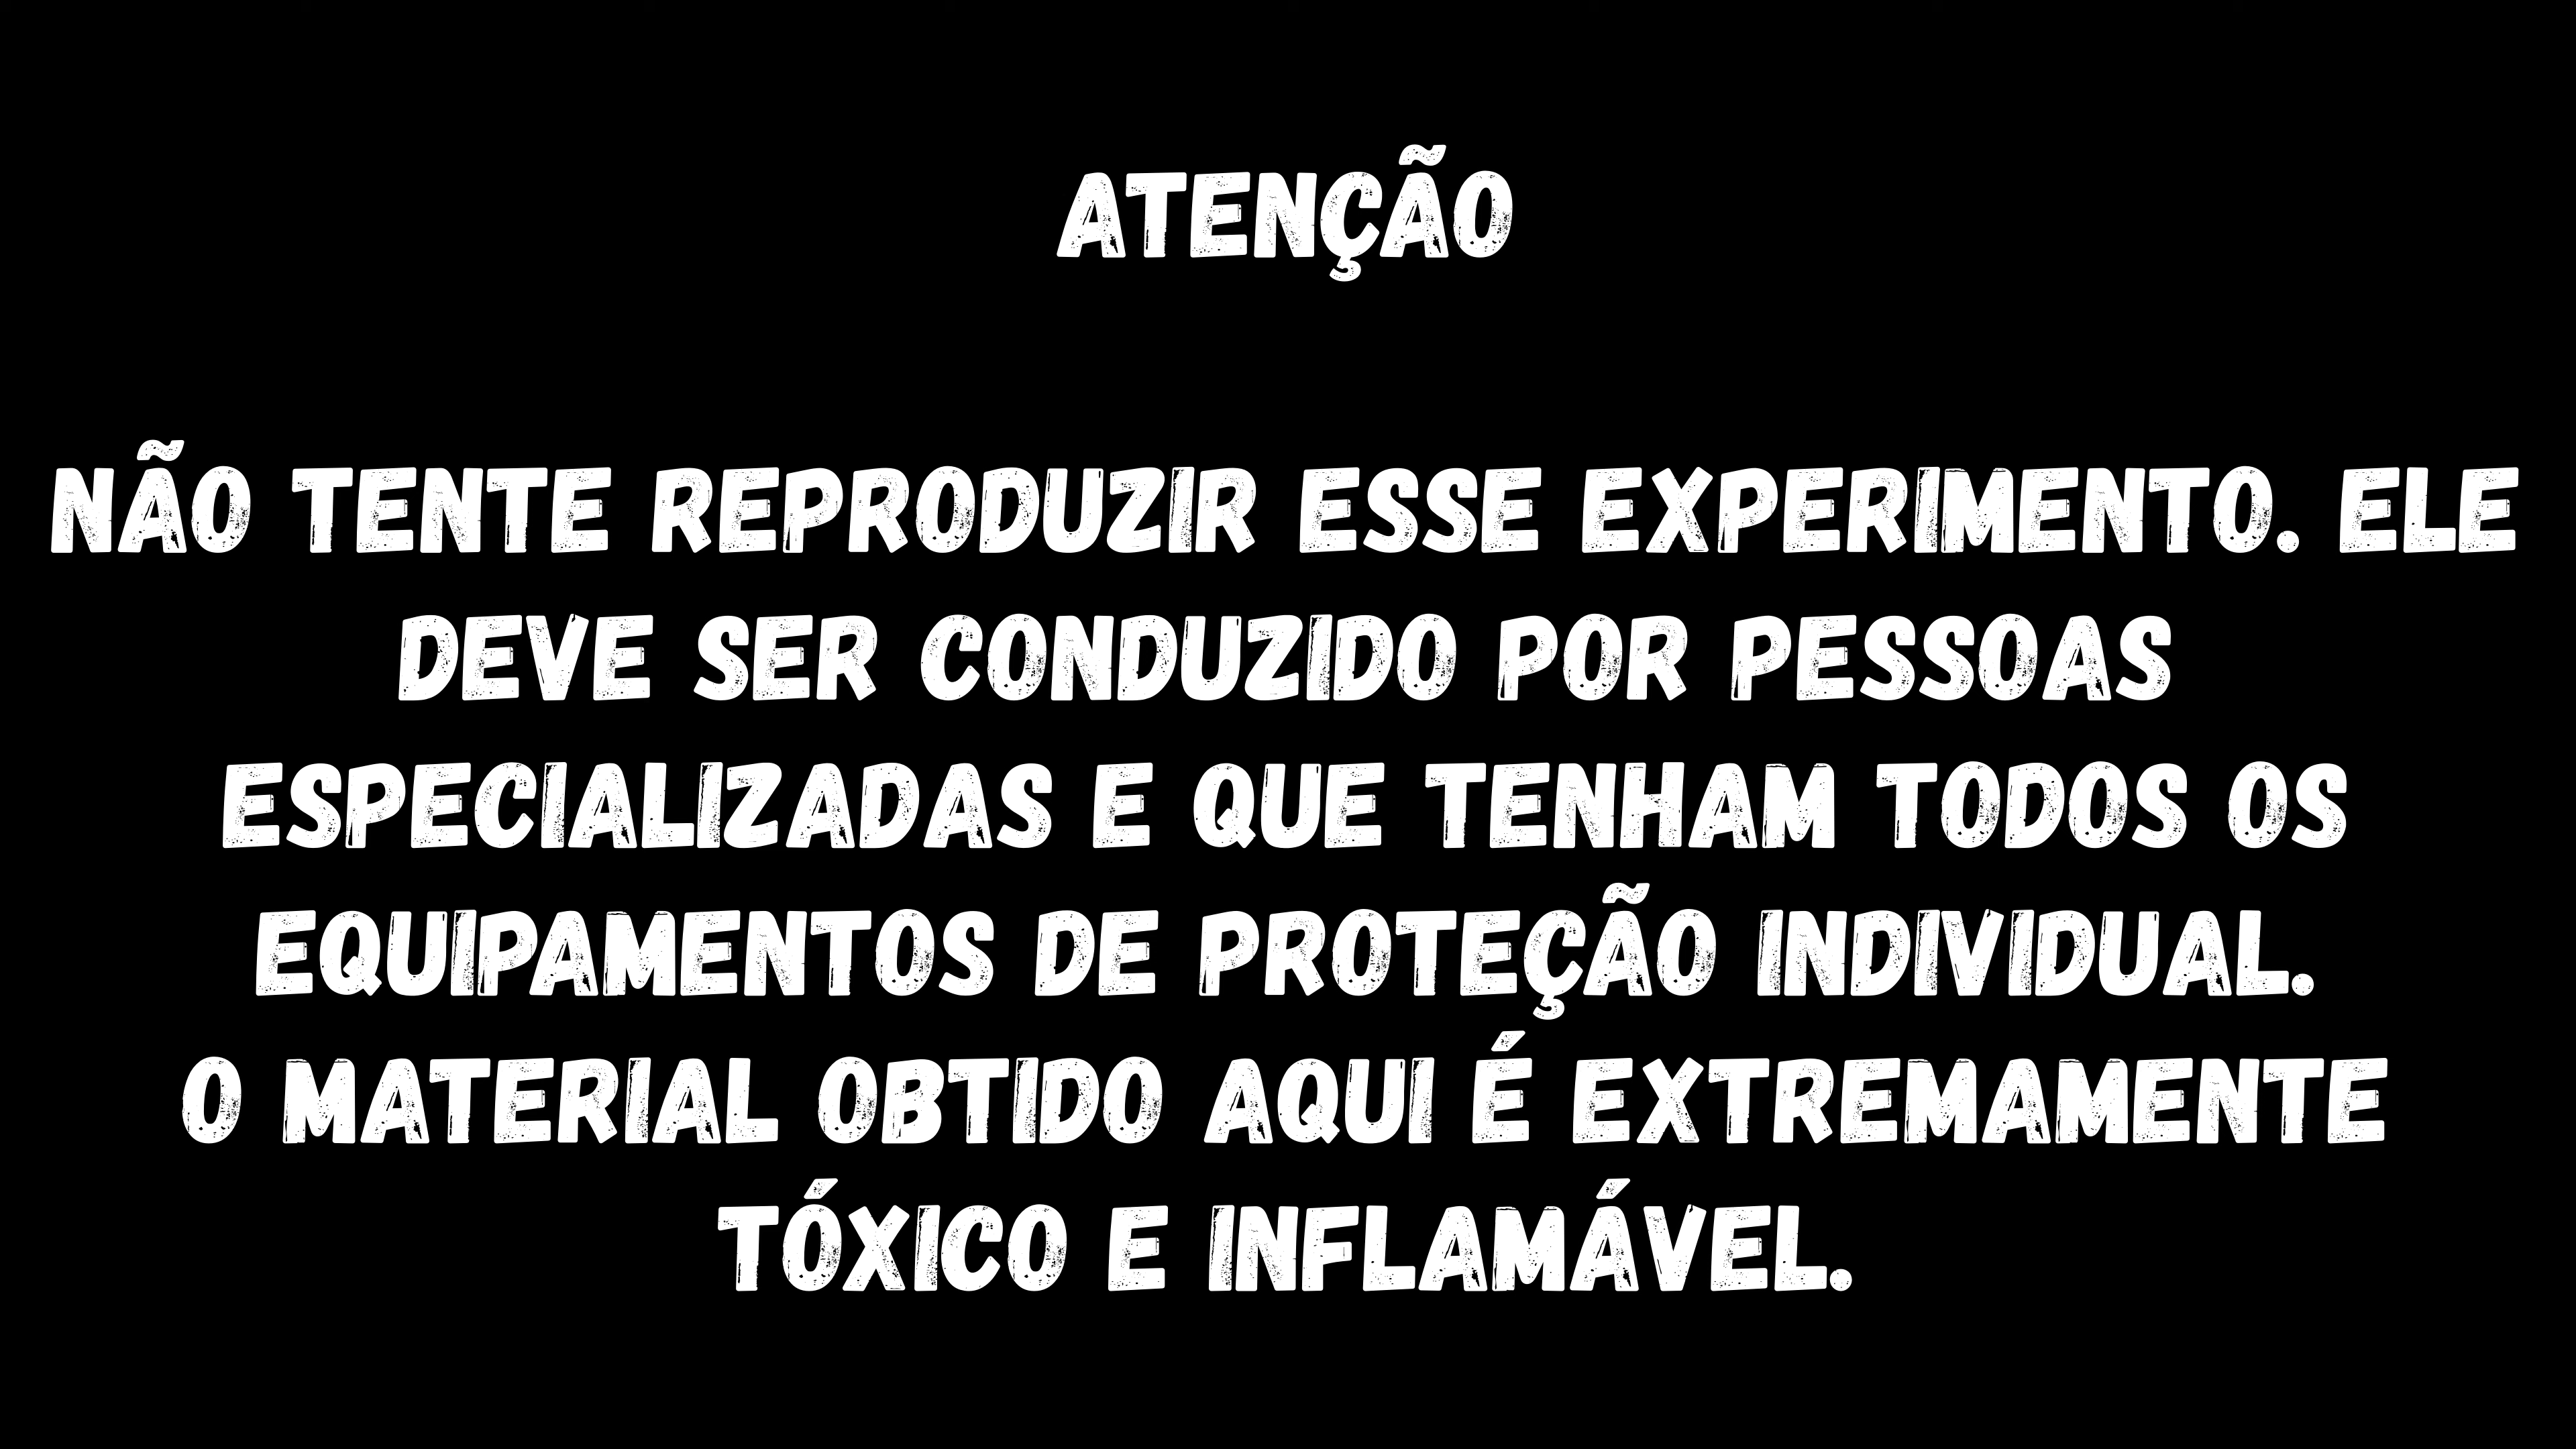 ATENÇÃO
NÃO TENTE REPRODUZIR ESSE EXPERIMENTO. ELE
DEVE SER CONDUZIDO POR PESSOAS
ESPECIALIZADAS E QUE TENHAM TODOS OS
EQUIPAMENTOS DE PROTEÇÃO INDIVIDUAL.
O MATERIAL OBTIDO AQUI É EXTREMAMENTE
TÓXICO E INFLAMÁVEL.